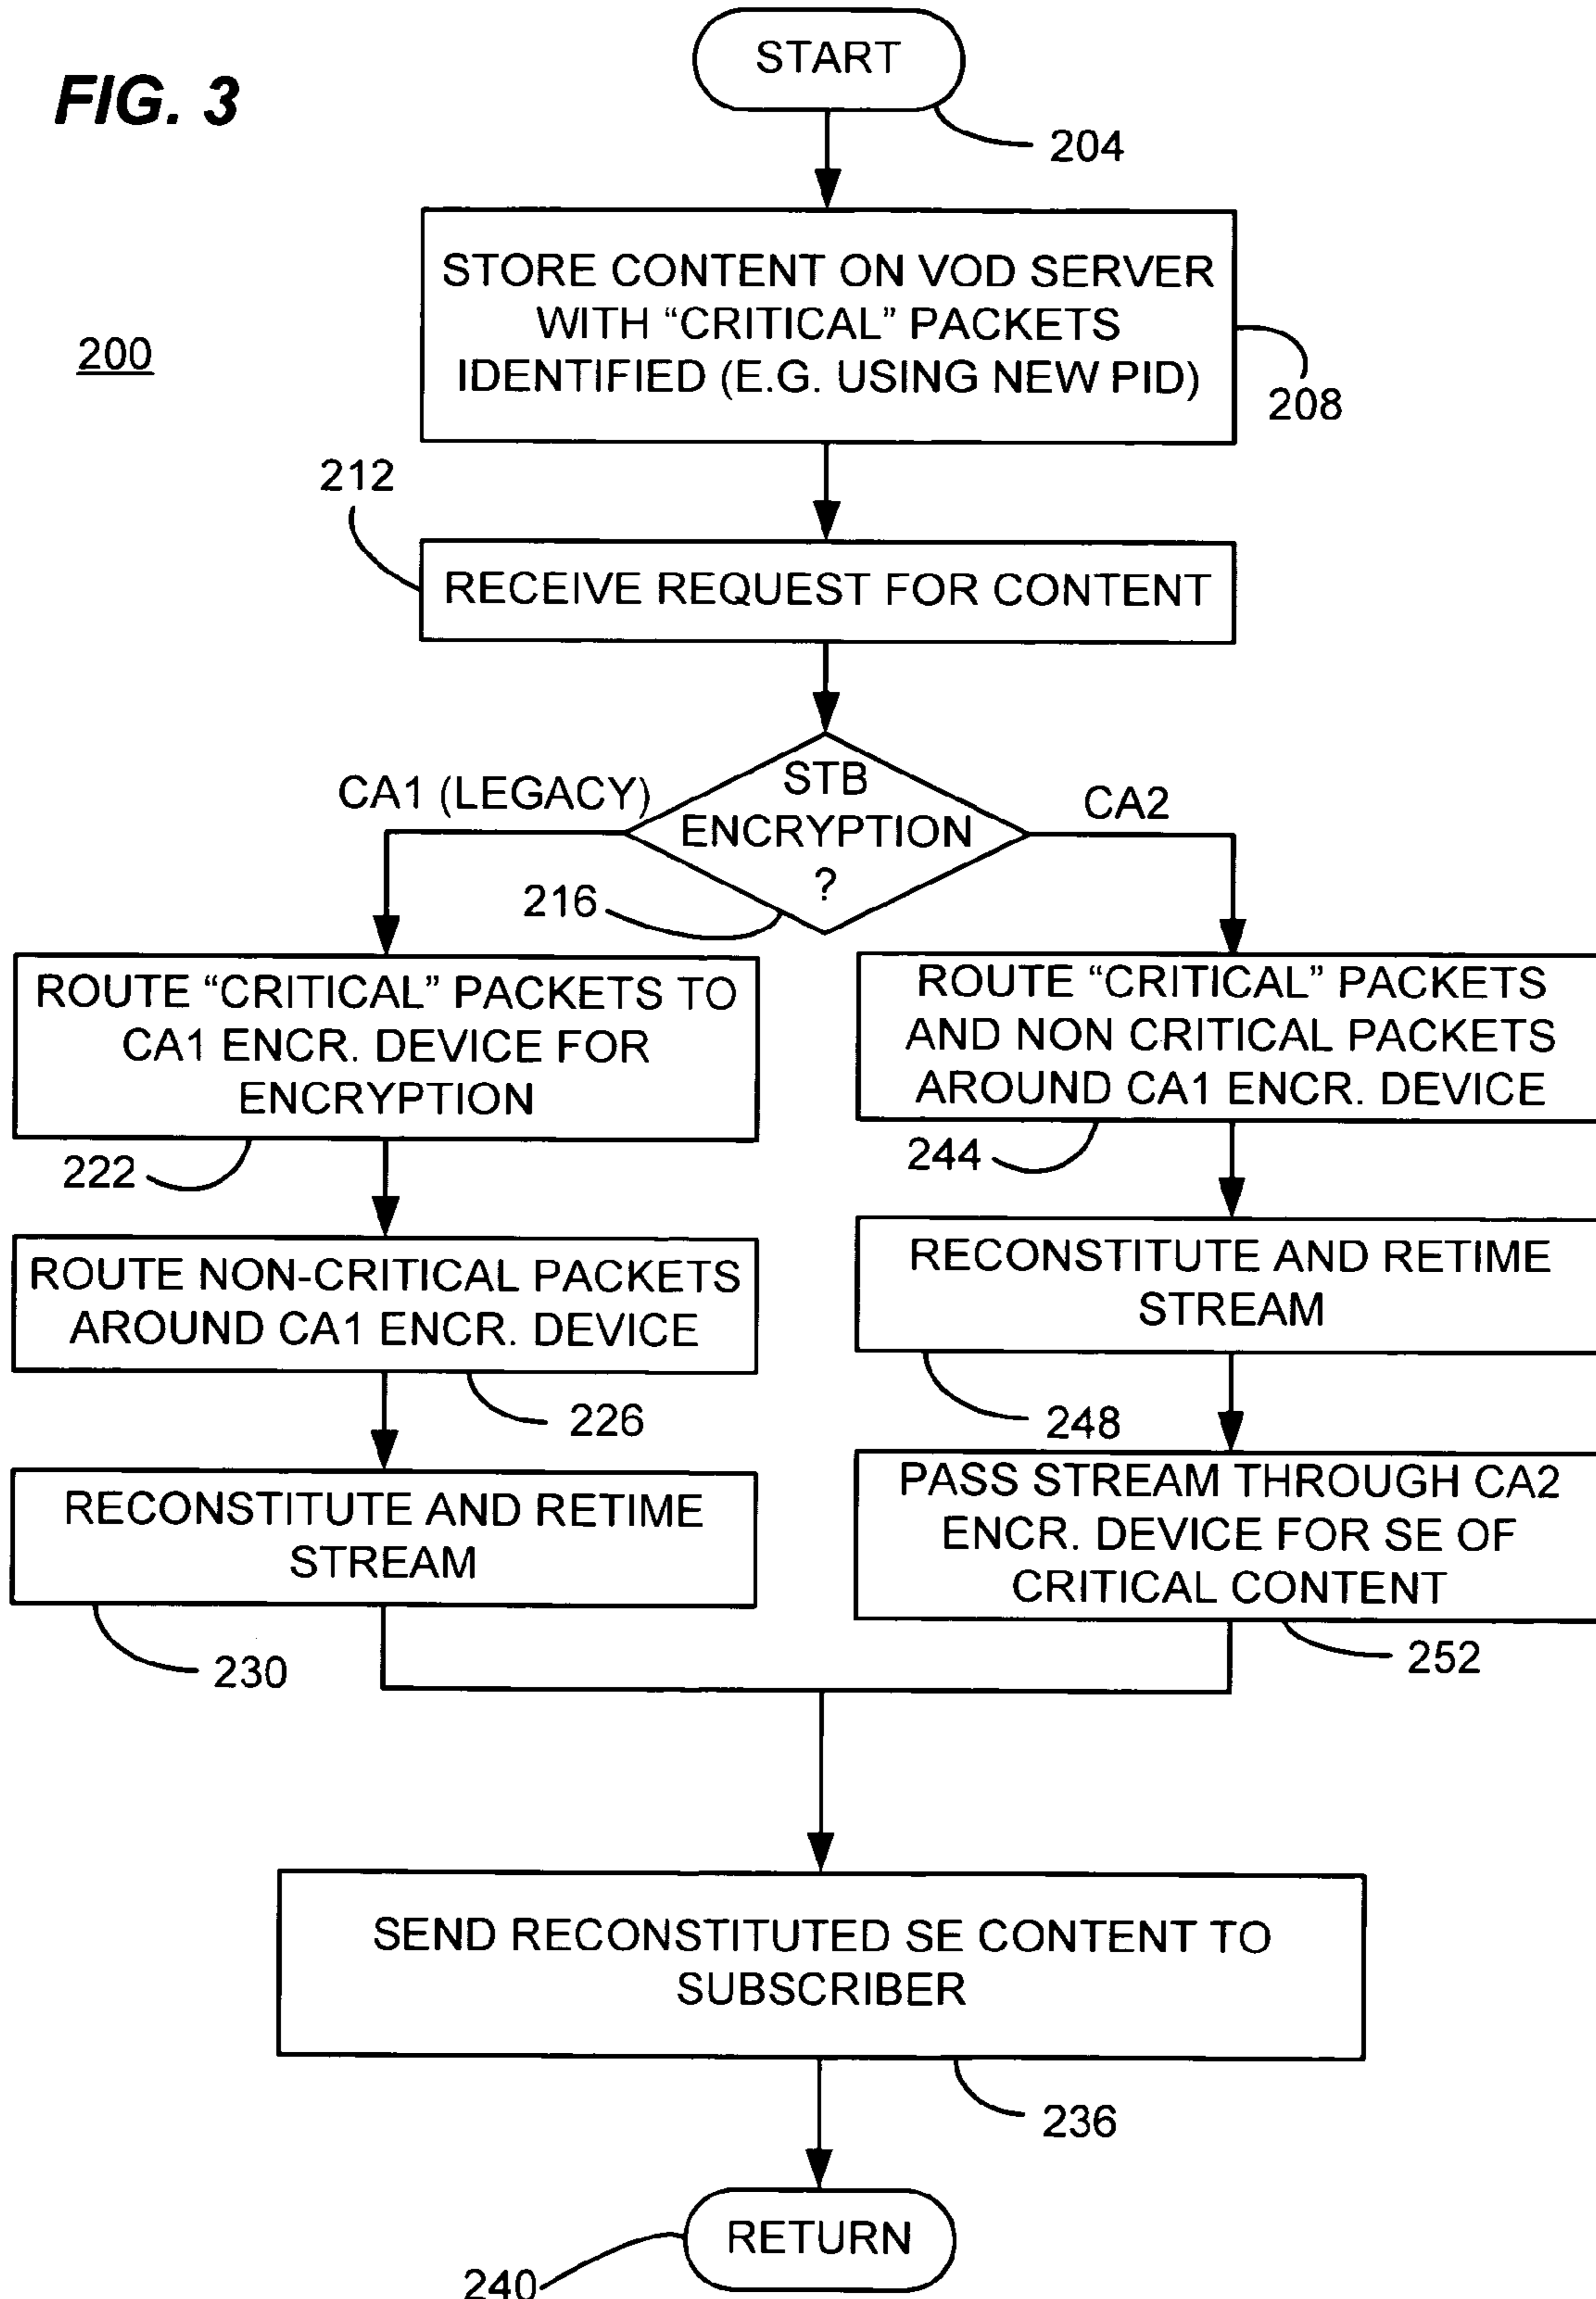 FIG. 3
START
204
200
STORE CONTENT ON VOD SERVER
WITH “CRITICAL” PACKETS
IDENTIFIED (E.G. USING NEW PID)
208
212
RECEIVE REQUEST FOR CONTENT
CA1 (LEGACY)
STB
ENCRYPTION
?
CA2
216
ROUTE “CRITICAL” PACKETS TO
CA1 ENCR. DEVICE FOR
ENCRYPTION
222
ROUTE “CRITICAL” PACKETS
AND NON CRITICAL PACKETS
AROUND CA1 ENCR. DEVICE
244
ROUTE NON-CRITICAL PACKETS
AROUND CA1 ENCR. DEVICE
226
RECONSTITUTE AND RETIME
STREAM
248
RECONSTITUTE AND RETIME
STREAM
230
PASS STREAM THROUGH CA2
ENCR. DEVICE FOR SE OF
CRITICAL CONTENT
252
SEND RECONSTITUTED SE CONTENT TO
SUBSCRIBER
236
RETURN
240